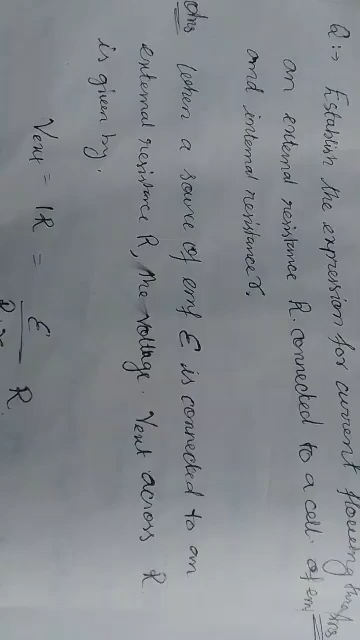 Q:→ Establish the expression for current flowing through
an external resistance R connected to a cell of em
and internal resistance r.
Ans When a source of emf E is connected to an
external resistance R, the voltage Vext across R
is given by.
Vext = IR = E R